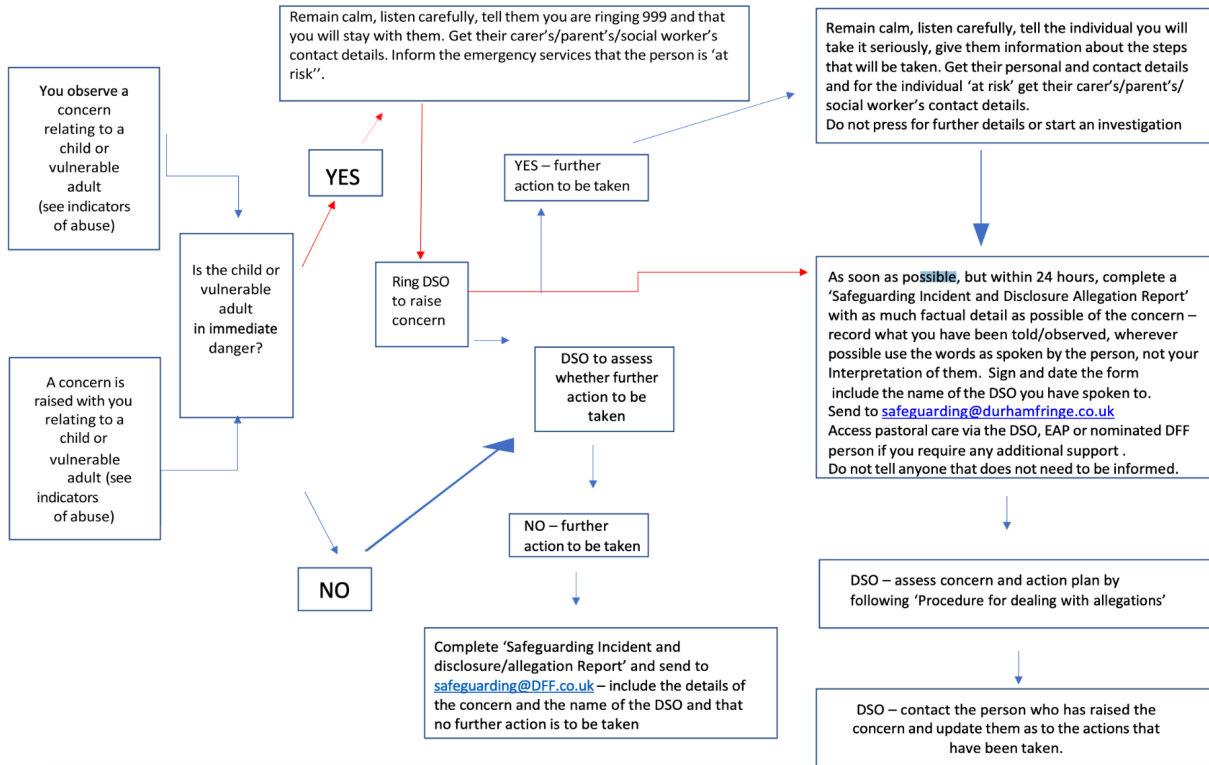 You observe a
concern
relating to a
child or
vulnerable
adult
(see indicators
of abuse)
A concern is
raised with you
relating to a
child or
vulnerable
adult (see
indicators
of abuse)
Is the child or
vulnerable
adult
in immediate
danger?
YES
NO
Remain calm, listen carefully, tell them you are ringing 999 and that
you will stay with them. Get their carer's/parent's/social worker's
contact details. Inform the emergency services that the person is 'at
risk''.
Ring DSO
to raise
concern
YES – further
action to be taken
DSO to assess
whether further
action to be
taken
NO – further
action to be taken
Complete 'Safeguarding Incident and
disclosure/allegation Report' and send to
safeguarding@DFF.co.uk – include the details of
the concern and the name of the DSO and that
no further action is to be taken
Remain calm, listen carefully, tell the individual you will
take it seriously, give them information about the steps
that will be taken. Get their personal and contact details
and for the individual 'at risk' get their carer's/parent's/
social worker's contact details.
Do not press for further details or start an investigation
As soon as possible, but within 24 hours, complete a
'Safeguarding Incident and Disclosure Allegation Report'
with as much factual detail as possible of the concern –
record what you have been told/observed, wherever
possible use the words as spoken by the person, not your
Interpretation of them. Sign and date the form
include the name of the DSO you have spoken to.
Send to safeguarding@durhamfringe.co.uk
Access pastoral care via the DSO, EAP or nominated DFF
person if you require any additional support .
Do not tell anyone that does not need to be informed.
DSO – assess concern and action plan by
following 'Procedure for dealing with allegations'
DSO – contact the person who has raised the
concern and update them as to the actions that
have been taken.